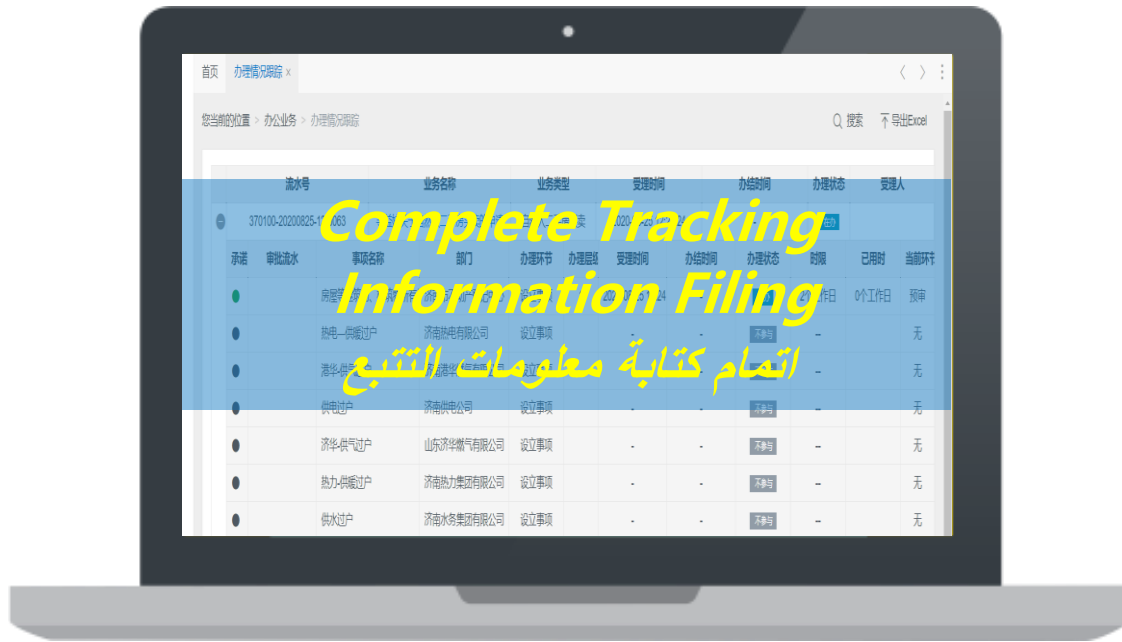 首页 办理情况跟踪 ×
您当前的位置 > 办公业务 > 办理情况跟踪 搜索 导出Excel
流水号 业务名称 业务类型 受理时间 办结时间 办理状态 受理人
Complete Tracking
承诺 审批流水 事项名称 部门 办理环节 办理层级 受理时间 办结时间 办理状态 时限 已用时 当前环节
Information Filing
0个工作日 预审
热电—供暖过户 济南热电有限公司 设立事项 - - 不参与 – 无
اتمام كتابة معلومات التتبع
– 无
供电过户 济南供电公司 设立事项 - - 不参与 – 无
济华-供气过户 山东济华燃气有限公司 设立事项 - - 不参与 – 无
热力-供暖过户 济南热力集团有限公司 设立事项 - - 不参与 – 无
供水过户 济南水务集团有限公司 设立事项 - - 不参与 – 无